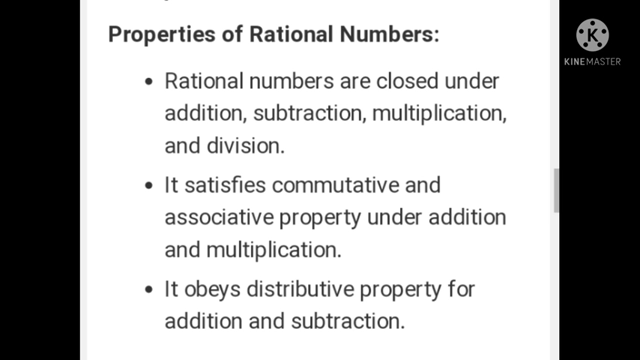 Properties of Rational Numbers:
• Rational numbers are closed under
addition, subtraction, multiplication,
and division.
• It satisfies commutative and
associative property under addition
and multiplication.
• It obeys distributive property for
addition and subtraction.
K
KINEMASTER